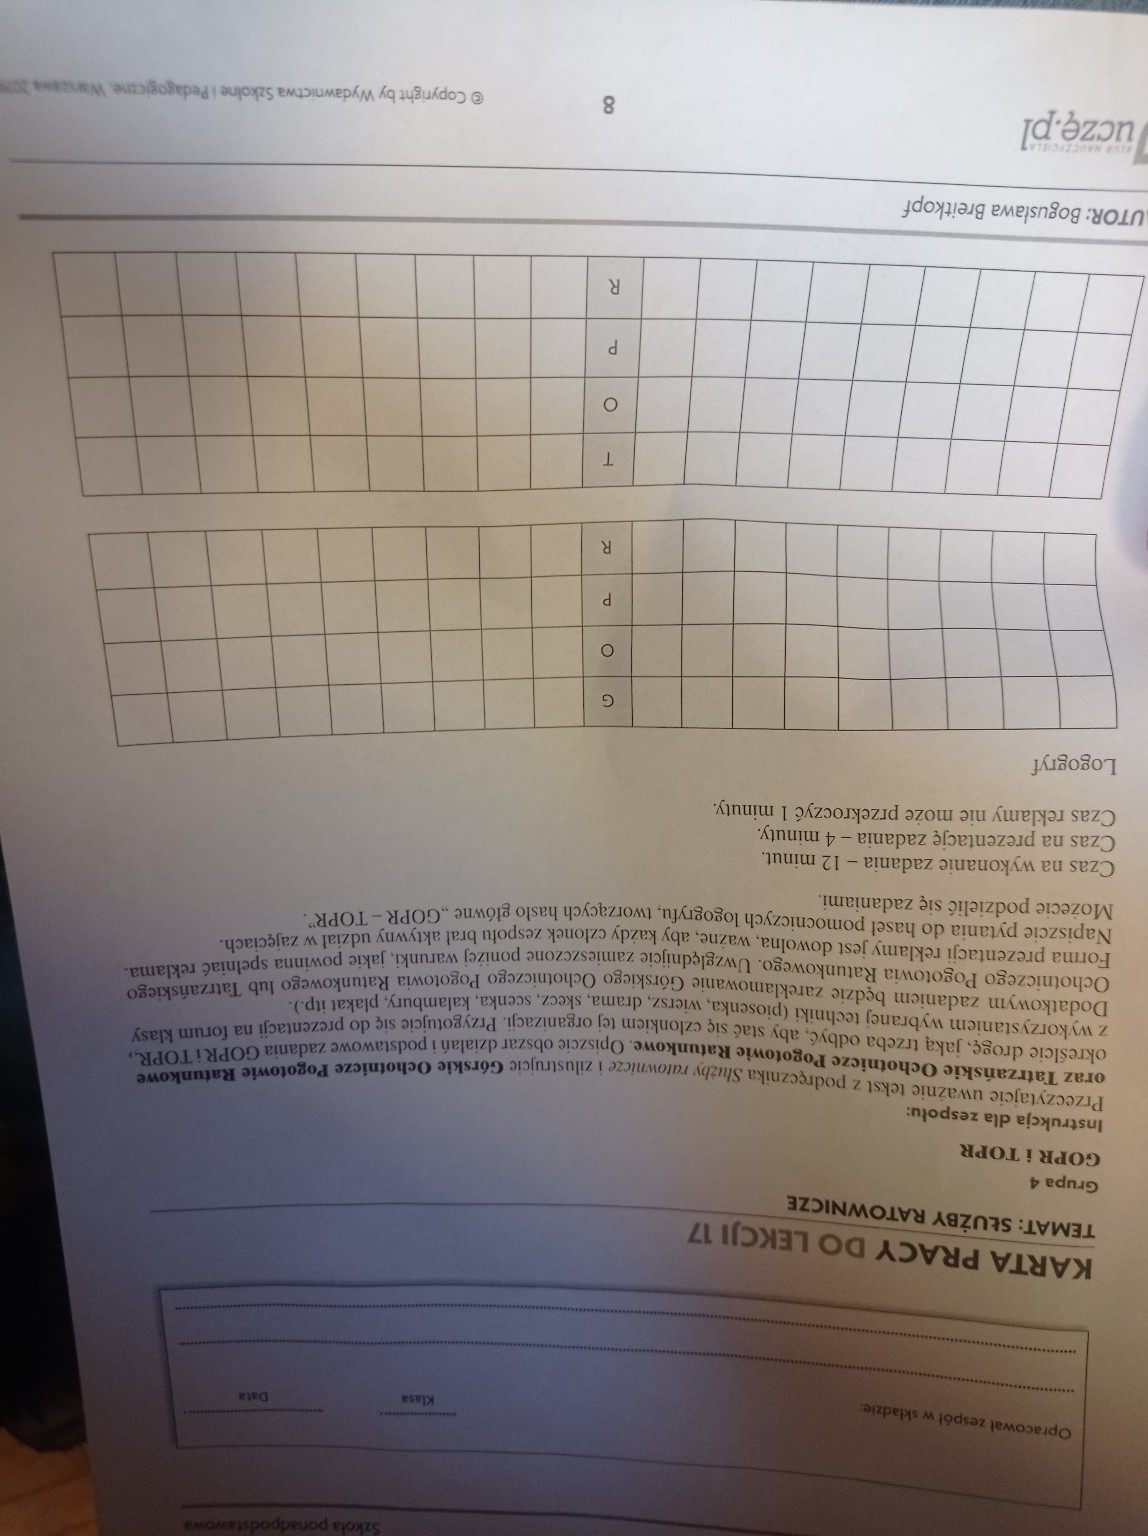 Szkoła ponadpodstawowa
Opracował zespół w składzie:
Klasa
Data
KARTA PRACY DO LEKCJI 17
TEMAT: SŁUŻBY RATOWNICZE
Grupa 4
GOPR i TOPR
Instrukcja dla zespołu:
Przeczytajcie uważnie tekst z podręcznika Służby ratownicze i zilustrujcie Górskie Ochotnicze Pogotowie Ratunkowe
oraz Tatrzańskie Ochotnicze Pogotowie Ratunkowe. Opiszcie obszar działań i podstawowe zadania GOPR i TOPR.,
określcie drogę, jaką trzeba odbyć, aby stać się członkiem tej organizacji. Przygotujcie się do prezentacji na forum klasy
z wykorzystaniem wybranej techniki (piosenka, wiersz, drama, skecz, scenka, kalambury, plakat itp.).
Dodatkowym zadaniem będzie zareklamowanie Górskiego Ochotniczego Pogotowia Ratunkowego lub Tatrzańskiego
Ochotniczego Pogotowia Ratunkowego. Uwzględnijcie zamieszczone poniżej warunki, jakie powinna spełniać reklama.
Forma prezentacji reklamy jest dowolna, ważne, aby każdy członek zespołu brał aktywny udział w zajęciach.
Napiszcie pytania do haseł pomocniczych logogryfu, tworzących hasło główne „GOPR – TOPR”.
Możecie podzielić się zadaniami.
Czas na wykonanie zadania – 12 minut.
Czas na prezentację zadania – 4 minuty.
Czas reklamy nie może przekroczyć 1 minuty.
Logogryf
G
O
P
R
T
O
P
R
UTOR: Bogusława Breitkopf
KLUB NAUCZYCIELA
uczę.pl
8
© Copyright by Wydawnictwa Szkolne i Pedagogiczne, Warszawa